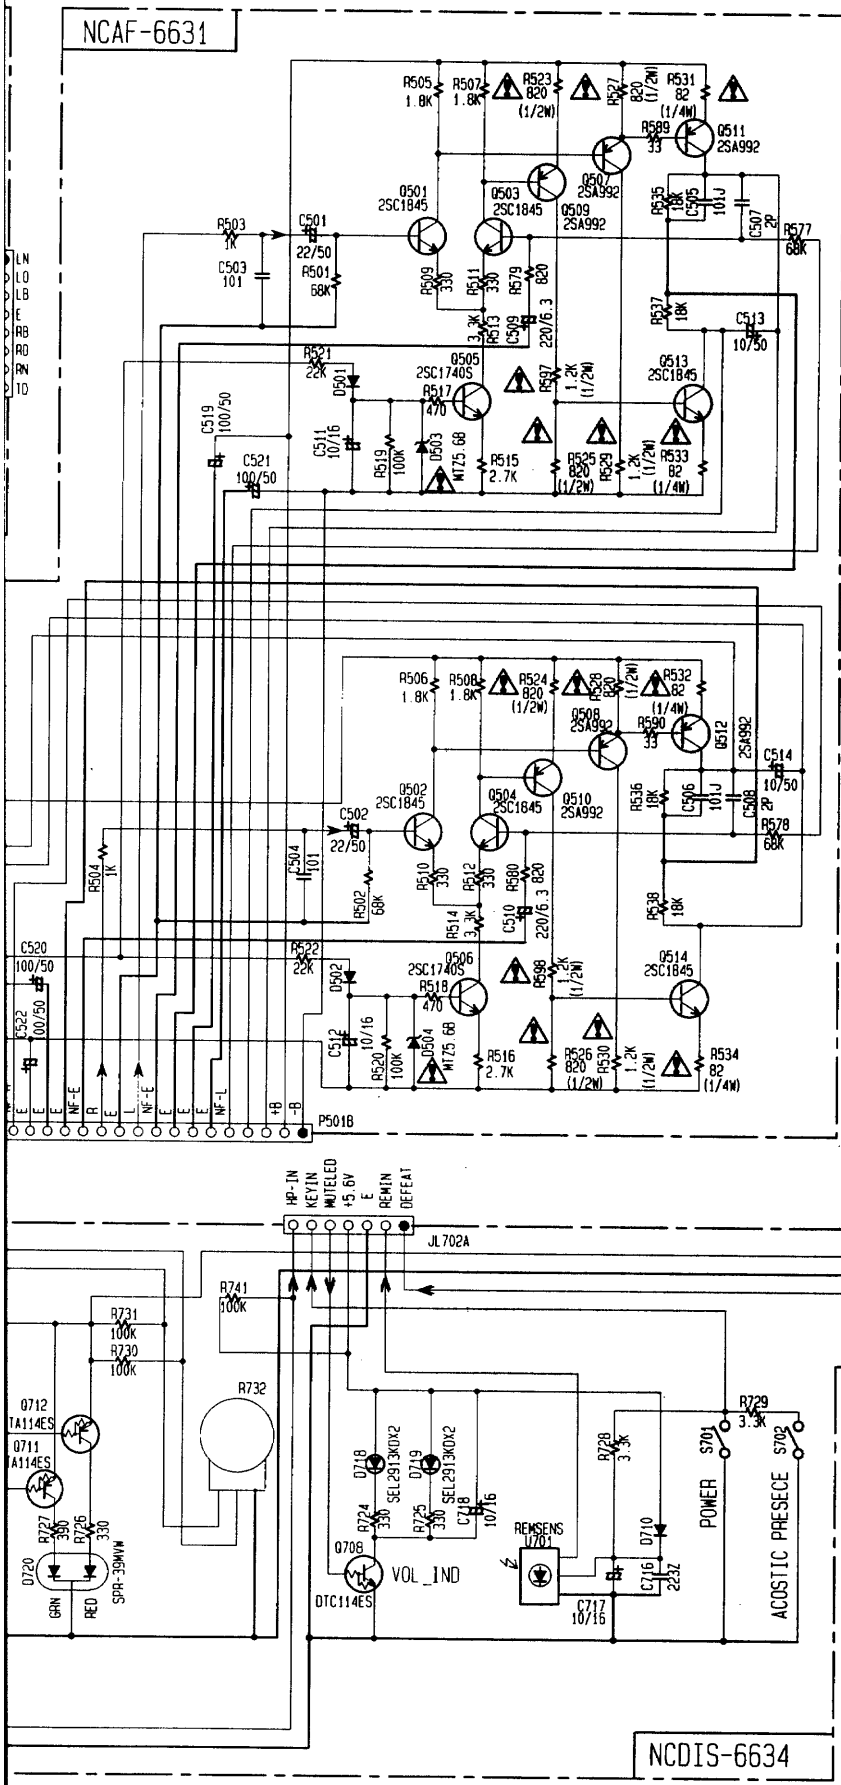 NCAF-6631
R505
1.8K
R507
1.8K
R523
820
(1/2W)
R527
820
(1/2W)
R531
82
(1/4W)
R589
33
Q511
2SA992
Q507
2SA992
Q501
2SC1845
Q503
2SC1845
Q509
2SA992
R535
18K
C505
101J
C507
2P
R577
68K
R503
1K
C501
22/50
C503
101
R501
68K
R509
330
R511
330
R579
820
LN
LO
LB
E
RB
RO
RN
TO
R513
3.3K
C509
220/6.3
R537
18K
C513
10/50
R521
22K
D501
Q505
2SC1740S
R517
470
R597
1.2K
(1/2W)
Q513
2SC1845
C519
100/50
C511
10/16
R519
100K
D503
MTZ5.6B
C521
100/50
R515
2.7K
R525
820
(1/2W)
R529
1.2K
(1/2W)
R533
82
(1/4W)
R506
1.8K
R508
1.8K
R524
820
(1/2W)
R528
820
(1/2W)
R532
82
(1/4W)
Q508
2SA992
R590
33
Q512
2SA992
C514
10/50
Q502
2SC1845
Q504
2SC1845
Q510
2SA992
R536
18K
C506
101J
C508
2P
R578
68K
C502
22/50
R504
1K
C504
101
R502
68K
R510
330
R512
330
R580
820
R514
3.3K
C510
220/6.3
R538
18K
C520
100/50
R522
22K
D502
Q506
2SC1740S
R518
470
R598
1.2K
(1/2W)
Q514
2SC1845
C522
100/50
C512
10/16
R520
100K
D504
MTZ5.6B
R516
2.7K
R526
820
(1/2W)
R530
1.2K
(1/2W)
R534
82
(1/4W)
E
E
E
NF-E
R
E
L
NF-E
E
E
E
NF-L
+B
-B
P501B
HP-IN
KEYIN
MUTELED
+5.6V
E
REMIN
DEFEAT
JL702A
R741
100K
R731
100K
R730
100K
R732
Q712
TA114ES
Q711
TA114ES
R727
390
R726
330
D720
SPR-39MVW
GRN
RED
D718
SEL2913KDX2
D719
SEL2913KDX2
R724
330
R725
330
C718
10/16
Q708
DTC114ES
VOL_IND
REMSENS
U701
R728
3.3K
D710
C716
223Z
C717
10/16
R729
3.3K
S701
POWER
S702
ACOSTIC PRESECE
NCDIS-6634